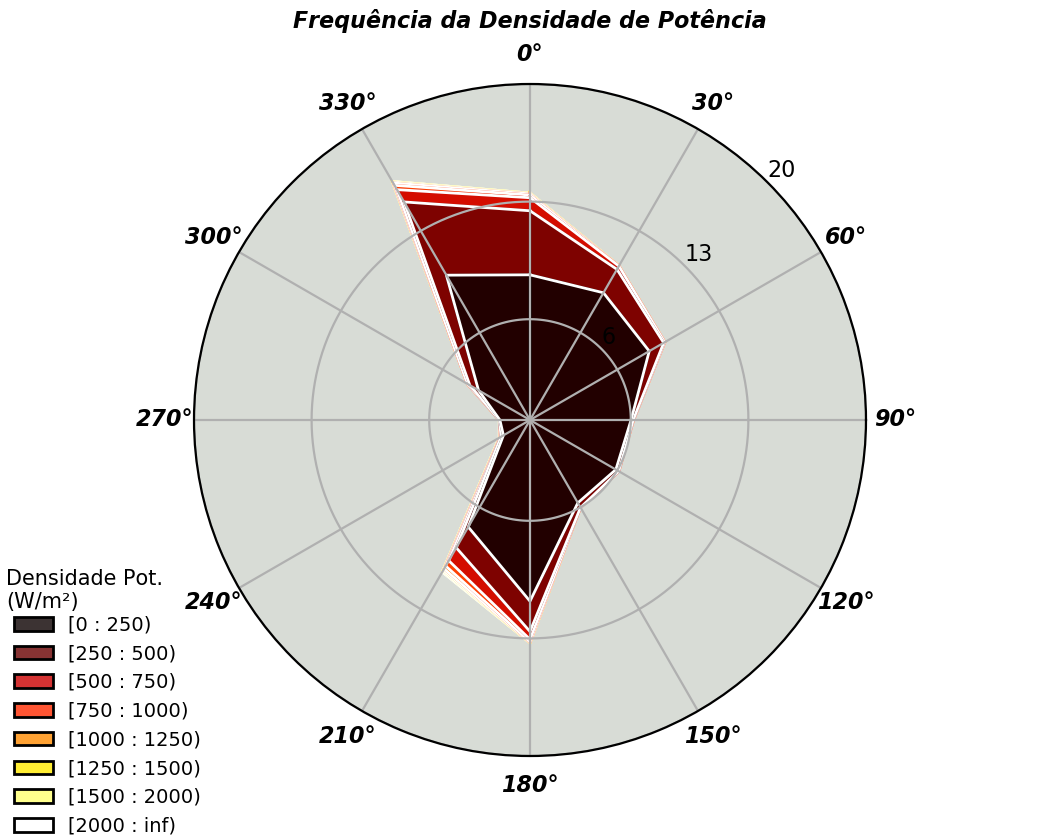 Frequência da Densidade de Potência
0°
330°
30°
20
300°
60°
13
6
270°
90°
240°
120°
210°
150°
180°
Densidade Pot.
(W/m²)
[0 : 250)
[250 : 500)
[500 : 750)
[750 : 1000)
[1000 : 1250)
[1250 : 1500)
[1500 : 2000)
[2000 : inf)